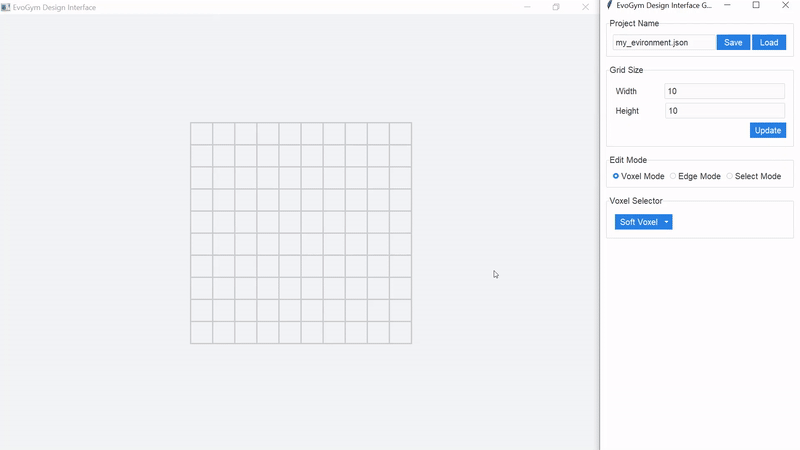 EvoGym Design Interface
EvoGym Design Interface G...
Project Name
my_evironment.json Save Load
Grid Size
Width 10
Height 10
Update
Edit Mode
Voxel Mode Edge Mode Select Mode
Voxel Selector
Soft Voxel